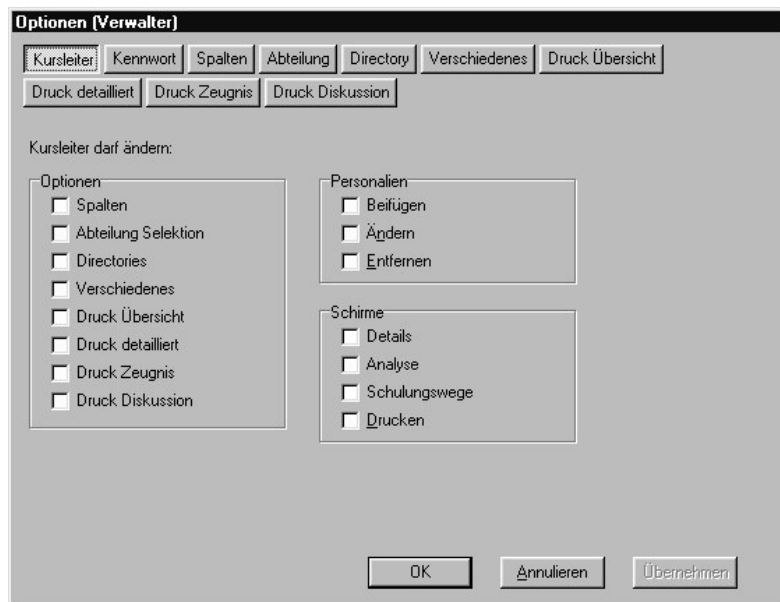 Optionen (Verwalter)
Kursleiter Kennwort Spalten Abteilung Directory Verschiedenes Druck Übersicht
Druck detailliert Druck Zeugnis Druck Diskussion
Kursleiter darf ändern:
Optionen
Spalten
Abteilung Selektion
Directories
Verschiedenes
Druck Übersicht
Druck detailliert
Druck Zeugnis
Druck Diskussion
Personalien
Beifügen
Ändern
Entfernen
Schirme
Details
Analyse
Schulungswege
Drucken
OK Annulieren Übernehmen